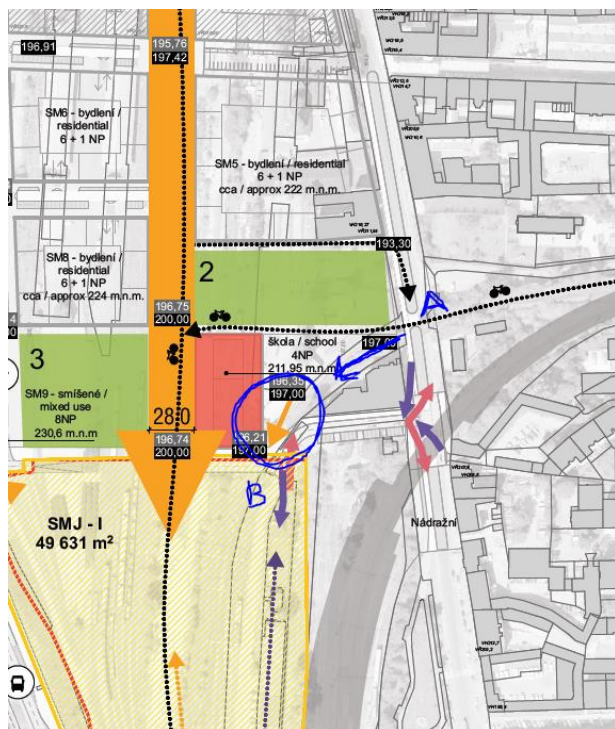 196,91
195,76
197,42
SM6 - bydlení /
residential
6 + 1 NP
SM5 - bydlení / residential
6 + 1 NP
cca / approx 222 m.n.m.
193,30
2
SM8 - bydlení /
residential
6 + 1 NP
cca / approx 224 m.n.m.
196,75
200,00
A
3
škola / school
4NP
211,95 m.n.m.
197,00
196,35
197,00
SM9 - smíšené /
mixed use
8NP
230,6 m.n.m
28,0
196,74
200,00
196,21
197,00
B
SMJ - I
49 631 m²
Nádražní